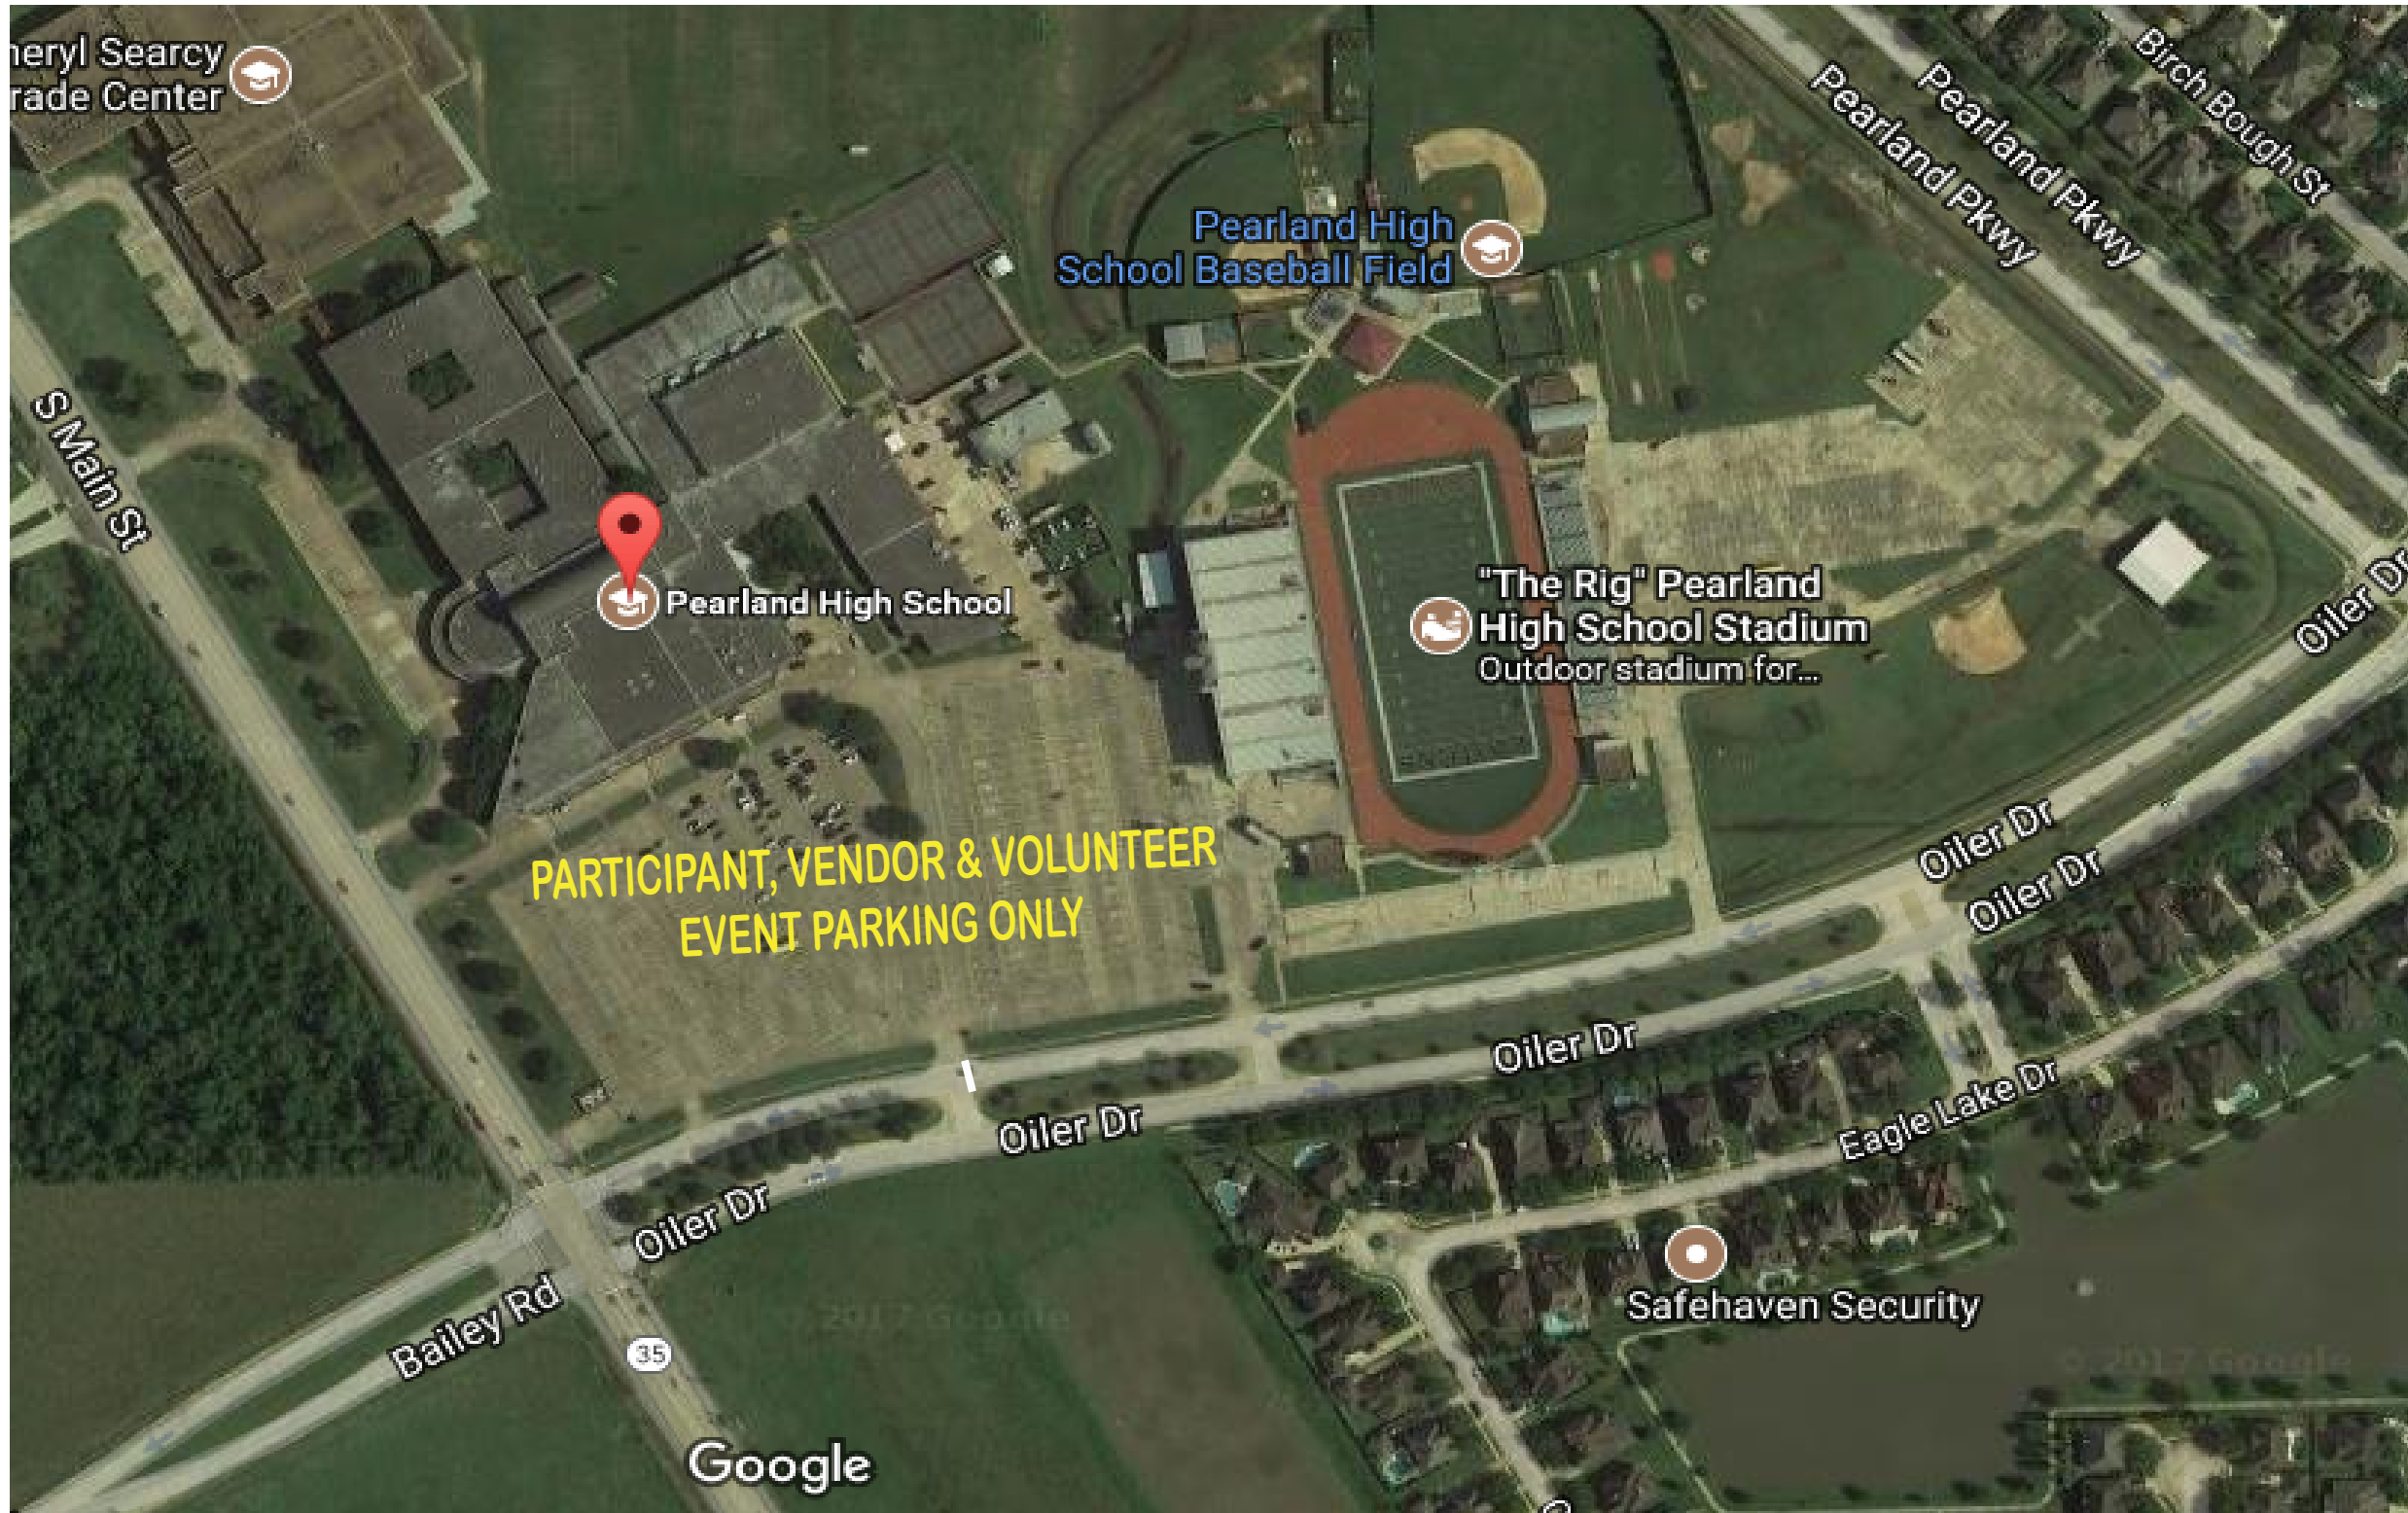 heryl Searcy
rade Center
Birch Bough St
Pearland Pkwy
Pearland Pkwy
Pearland High
School Baseball Field
S Main St
Pearland High School
"The Rig" Pearland
High School Stadium
Outdoor stadium for...
Oiler Dr
PARTICIPANT, VENDOR & VOLUNTEER
EVENT PARKING ONLY
Oiler Dr
Oiler Dr
Oiler Dr
Oiler Dr
Eagle Lake Dr
Oiler Dr
Safehaven Security
Bailey Rd
35
© 2017 Google
Google